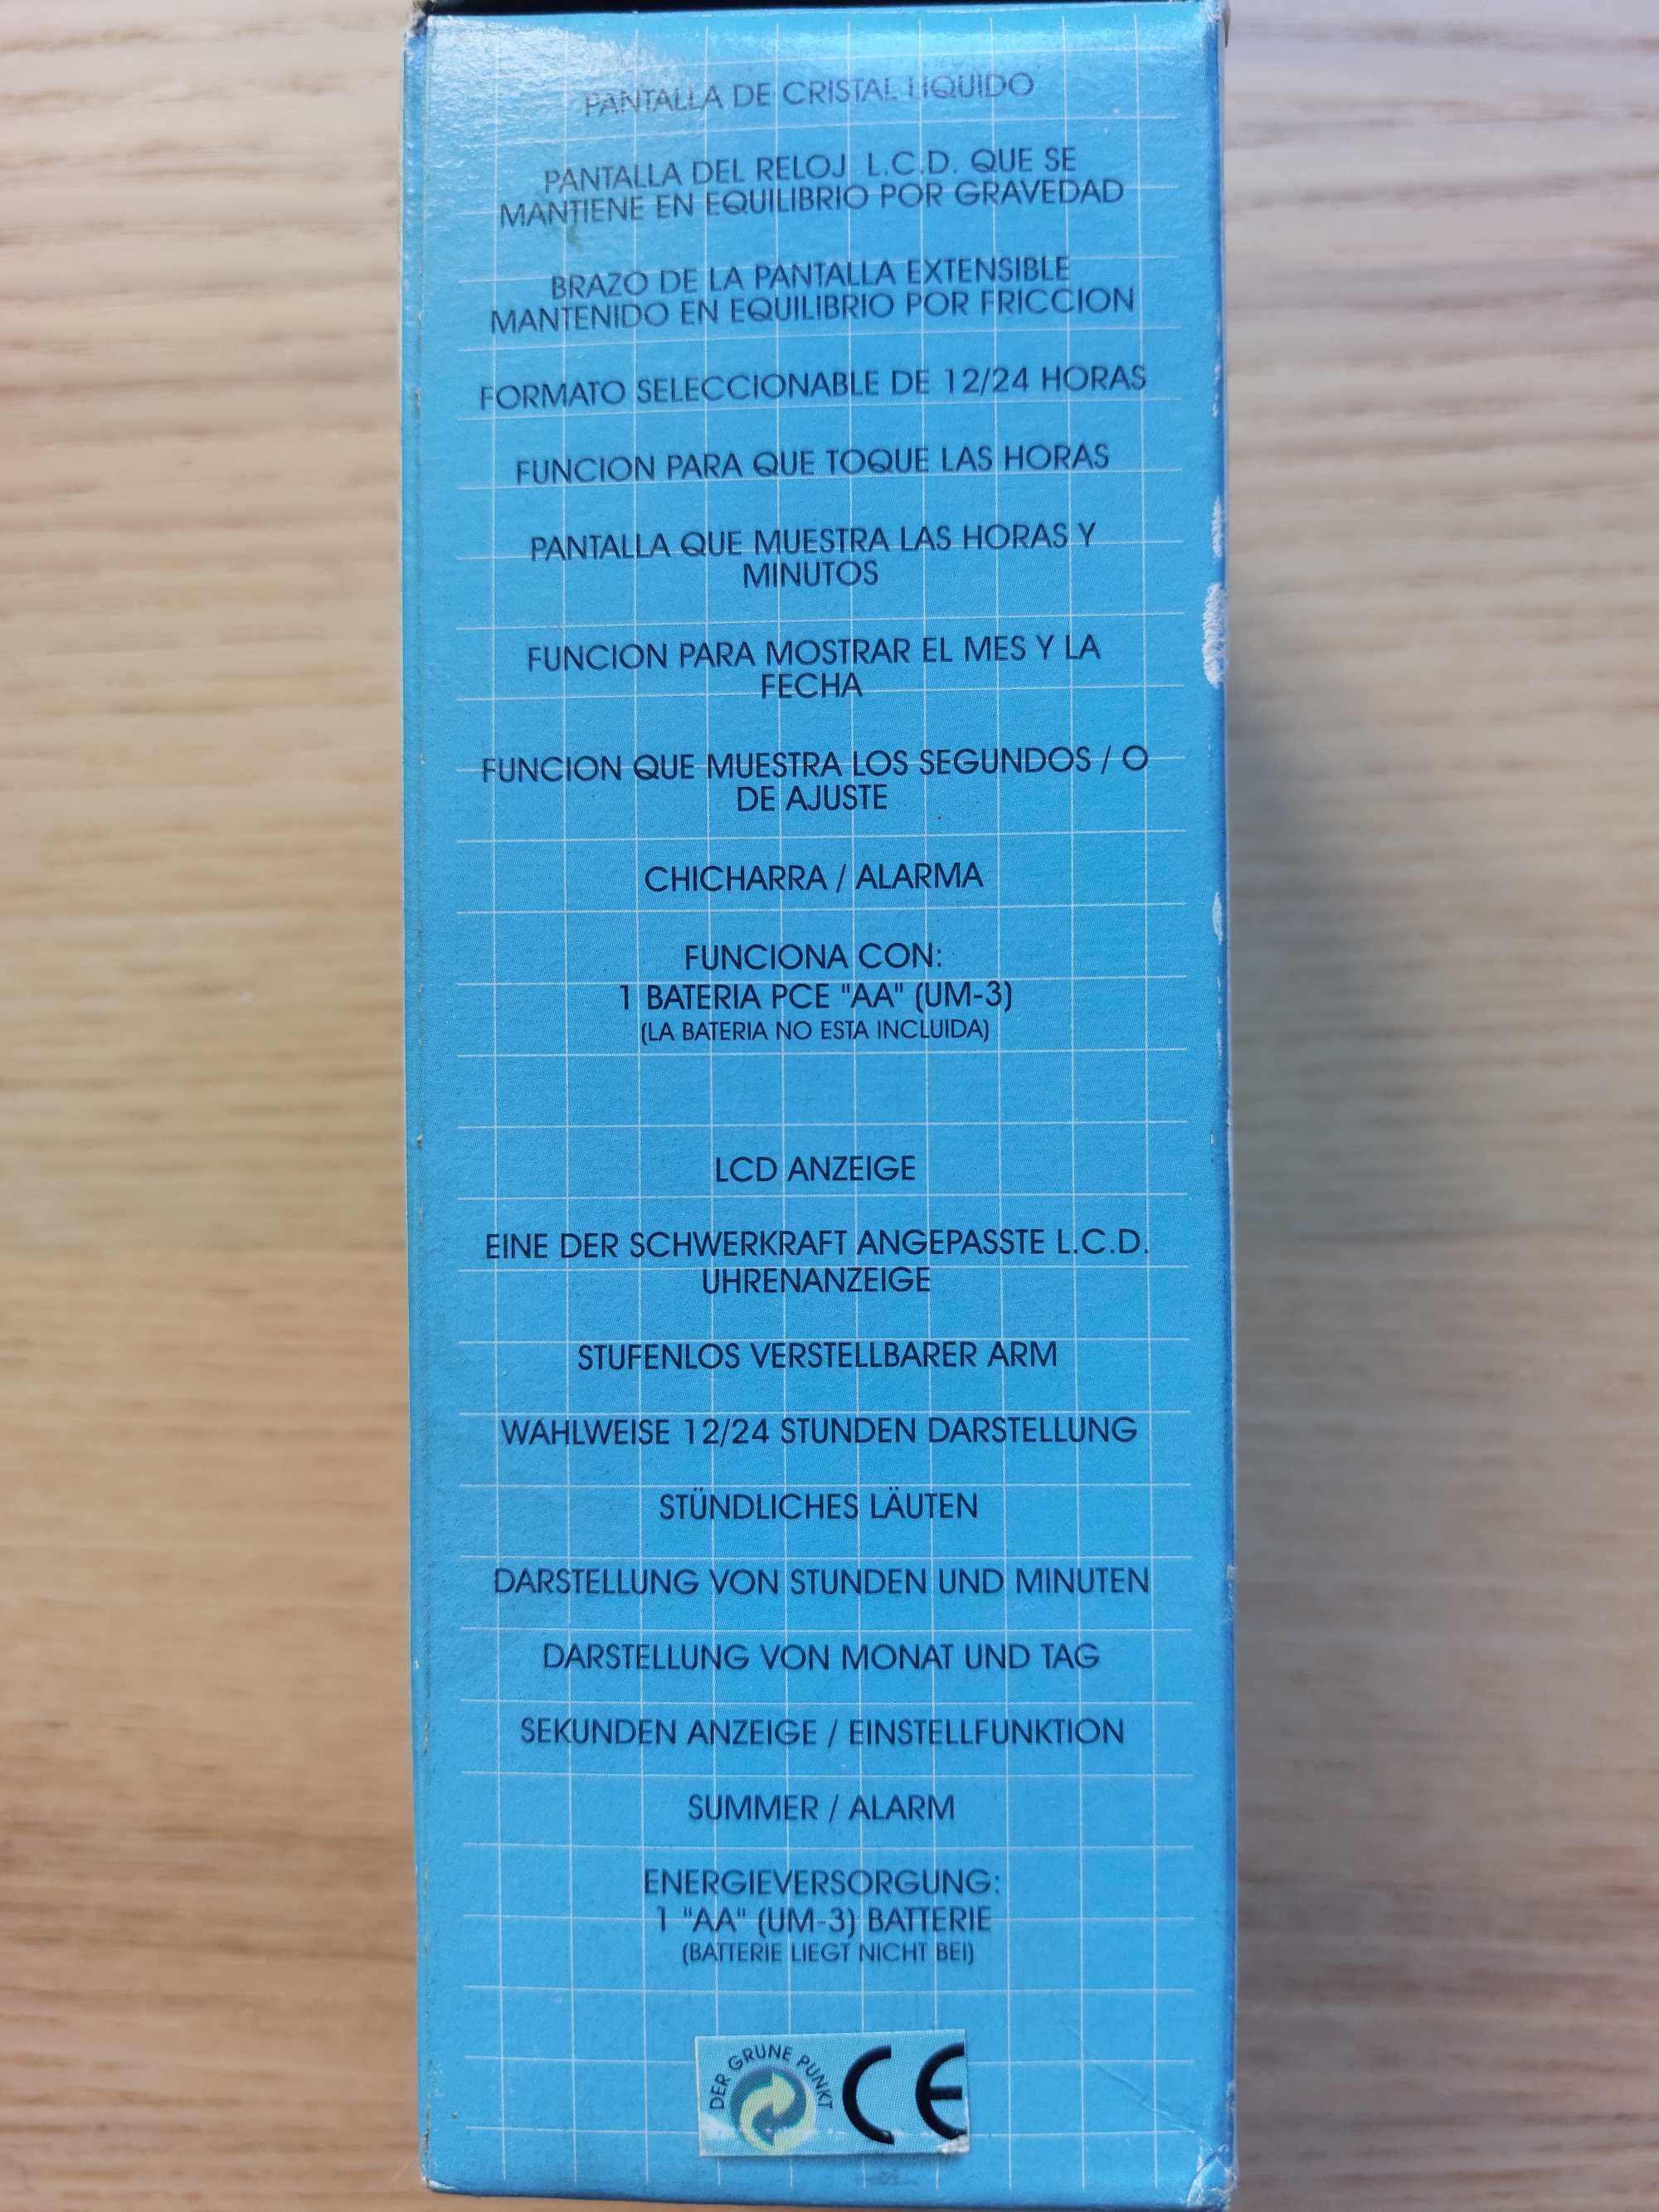 PANTALLA DE CRISTAL LIQUIDO
PANTALLA DEL RELOJ L.C.D. QUE SE
MANTIENE EN EQUILIBRIO POR GRAVEDAD
BRAZO DE LA PANTALLA EXTENSIBLE
MANTENIDO EN EQUILIBRIO POR FRICCION
FORMATO SELECCIONABLE DE 12/24 HORAS
FUNCION PARA QUE TOQUE LAS HORAS
PANTALLA QUE MUESTRA LAS HORAS Y
MINUTOS
FUNCION PARA MOSTRAR EL MES Y LA
FECHA
FUNCION QUE MUESTRA LOS SEGUNDOS / O
DE AJUSTE
CHICHARRA / ALARMA
FUNCIONA CON:
1 BATERIA PCE "AA" (UM-3)
(LA BATERIA NO ESTA INCLUIDA)
LCD ANZEIGE
EINE DER SCHWERKRAFT ANGEPASSTE L.C.D.
UHRENANZEIGE
STUFENLOS VERSTELLBARER ARM
WAHLWEISE 12/24 STUNDEN DARSTELLUNG
STÜNDLICHES LÄUTEN
DARSTELLUNG VON STUNDEN UND MINUTEN
DARSTELLUNG VON MONAT UND TAG
SEKUNDEN ANZEIGE / EINSTELLFUNKTION
SUMMER / ALARM
ENERGIEVERSORGUNG:
1 "AA" (UM-3) BATTERIE
(BATTERIE LIEGT NICHT BEI)
DER GRÜNE PUNKT
CE